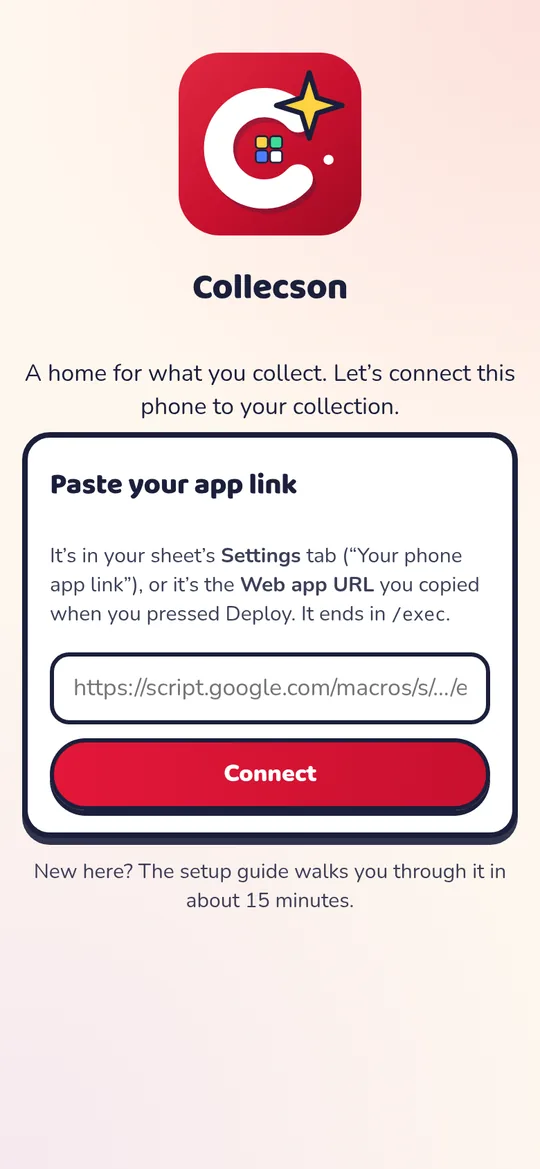 Collecson
A home for what you collect. Let’s connect this
phone to your collection.
Paste your app link
It’s in your sheet’s Settings tab (“Your phone
app link”), or it’s the Web app URL you copied
when you pressed Deploy. It ends in /exec.
https://script.google.com/macros/s/.../e
Connect
New here? The setup guide walks you through it in
about 15 minutes.